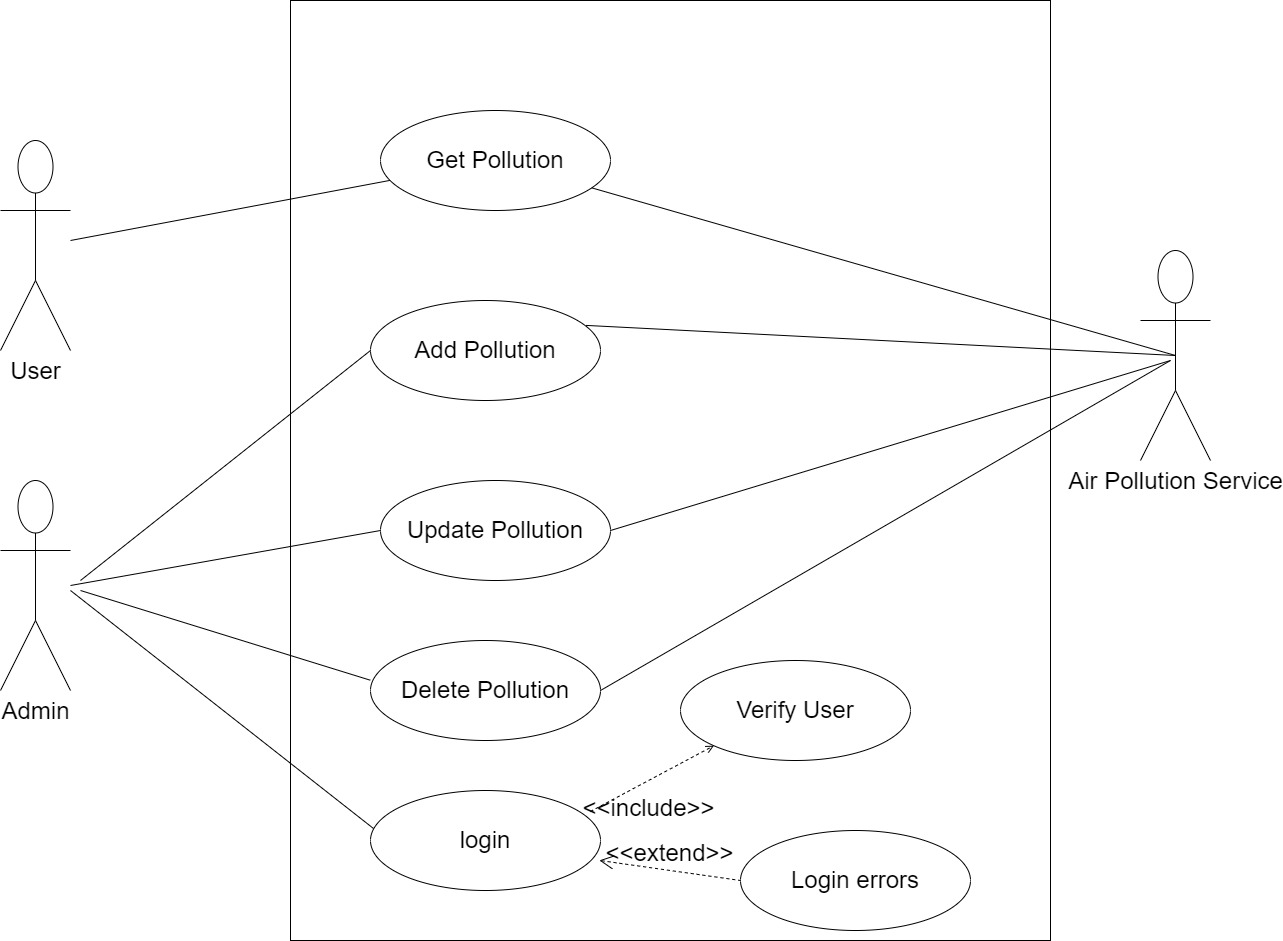 Get Pollution
User
Add Pollution
Air Pollution Service
Update Pollution
Admin
Delete Pollution
Verify User
<<include>>
login
<<extend>>
Login errors